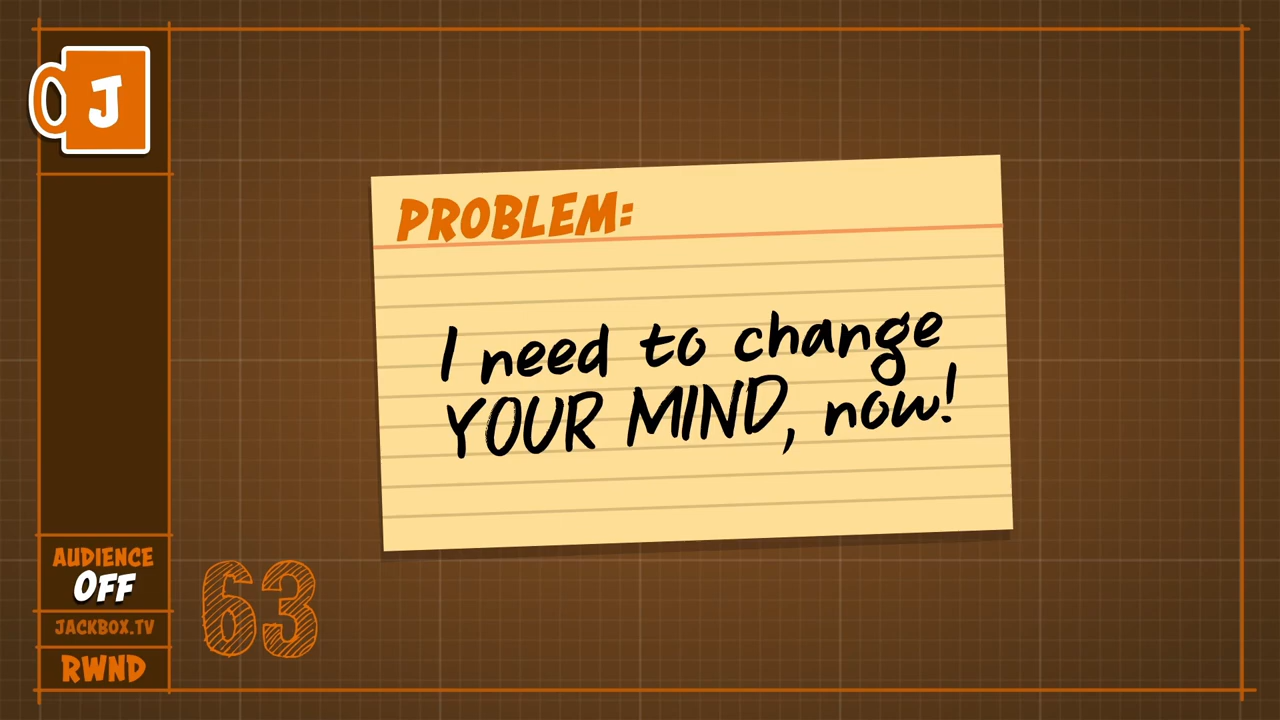 J
PROBLEM:
I need to change
YOUR MIND, now!
AUDIENCE
OFF
JACKBOX.TV
RWND
63